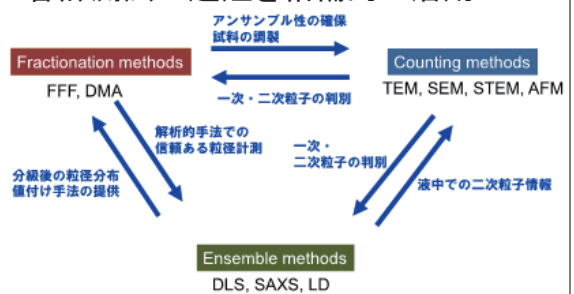 アンサンブル性の確保
試料の調製
Fractionation methods
Counting methods
FFF, DMA
一次・二次粒子の判別
TEM, SEM, STEM, AFM
解析的手法での
信頼ある粒径計測
一次・
二次粒子の判別
分級後の粒径分布
値付け手法の提供
液中での二次粒子情報
Ensemble methods
DLS, SAXS, LD